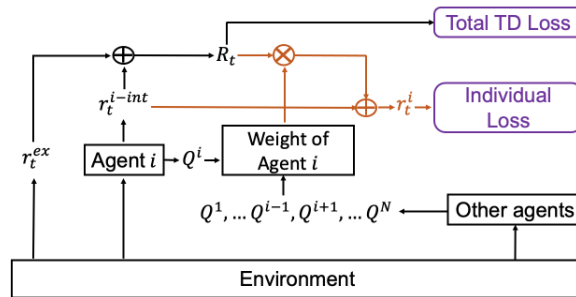 Total TD Loss
R_t
r_t^{i-int}
r_t^i
Individual
Loss
r_t^{ex}
Agent i
Q^i
Weight of
Agent i
Q^1, ... Q^{i-1}, Q^{i+1}, ... Q^N
Other agents
Environment